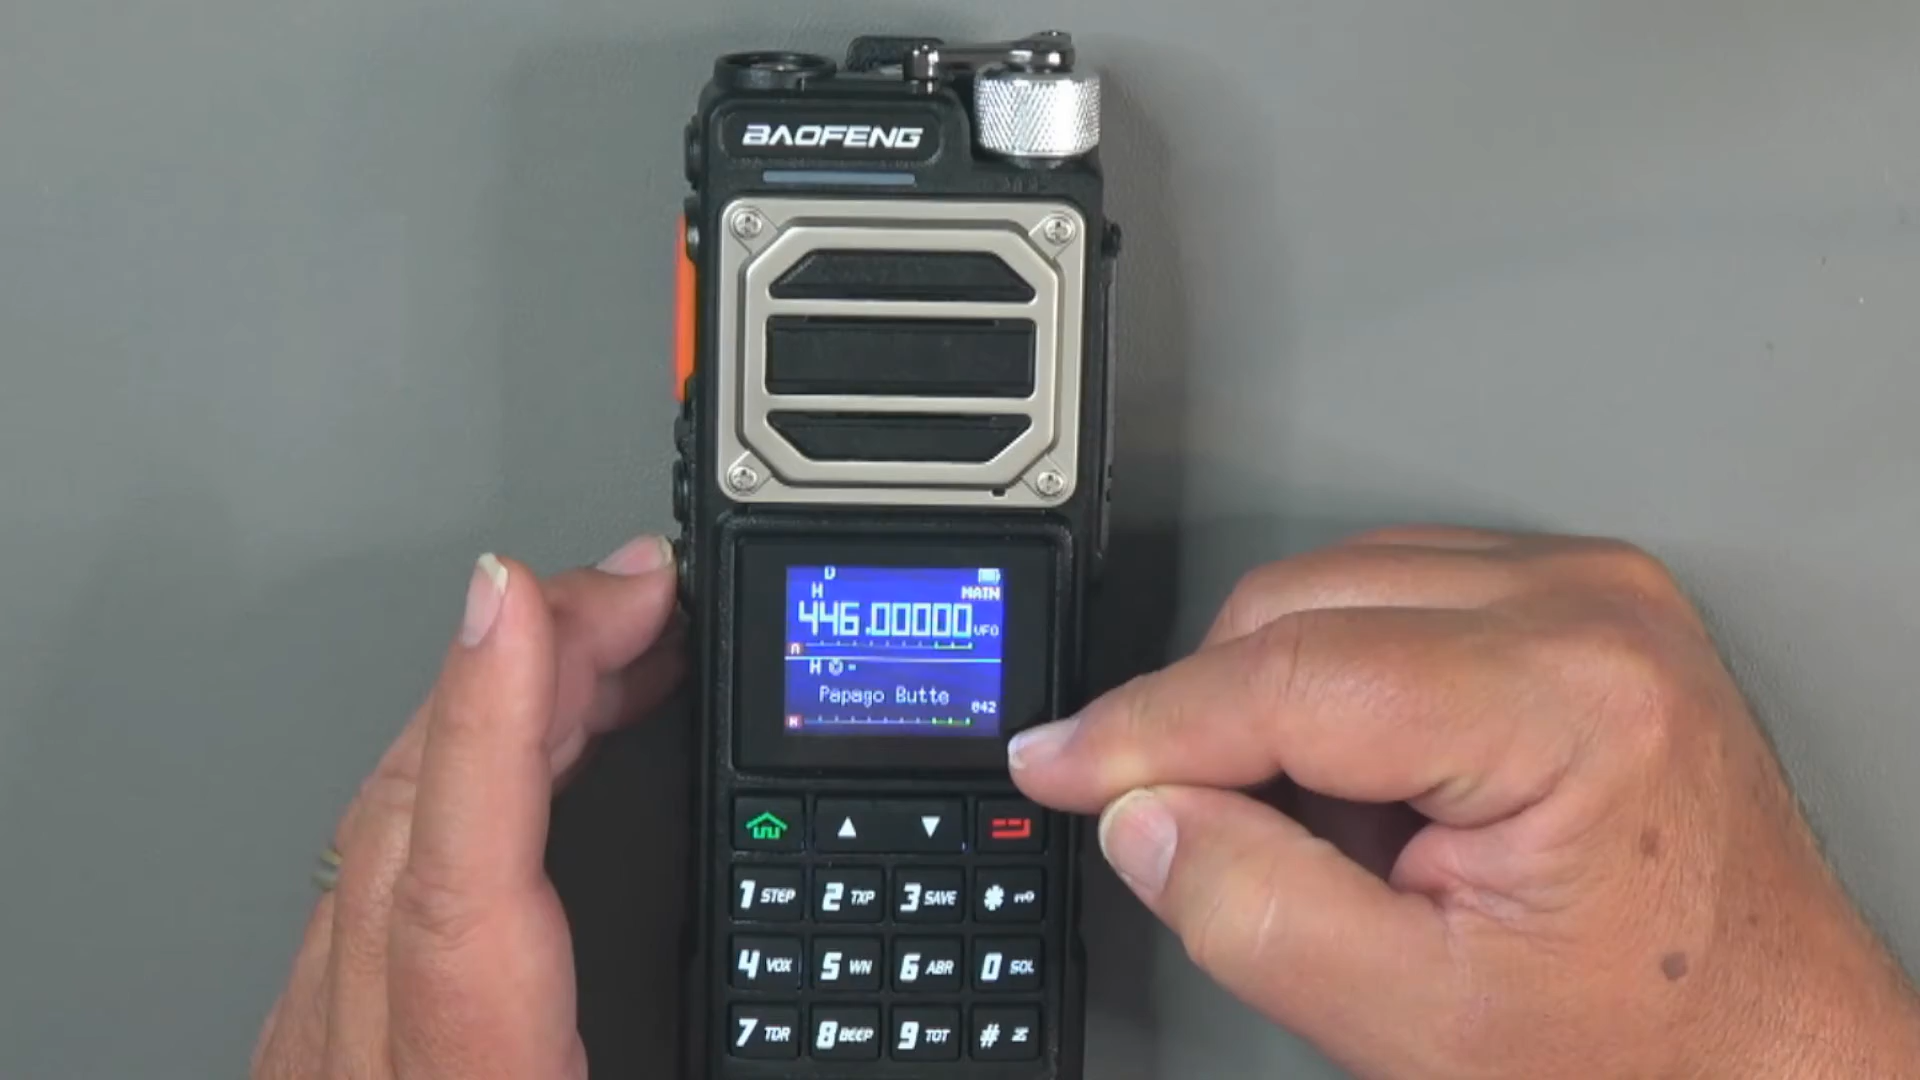 BAOFENG
D
H MAIN
446.00000 VFO
A
H
Papago Butte
042
M
1 STEP 2 TXP 3 SAVE *
4 VOX 5 WN 6 ABR 0 SQL
7 TDR 8 BEEP 9 TOT #